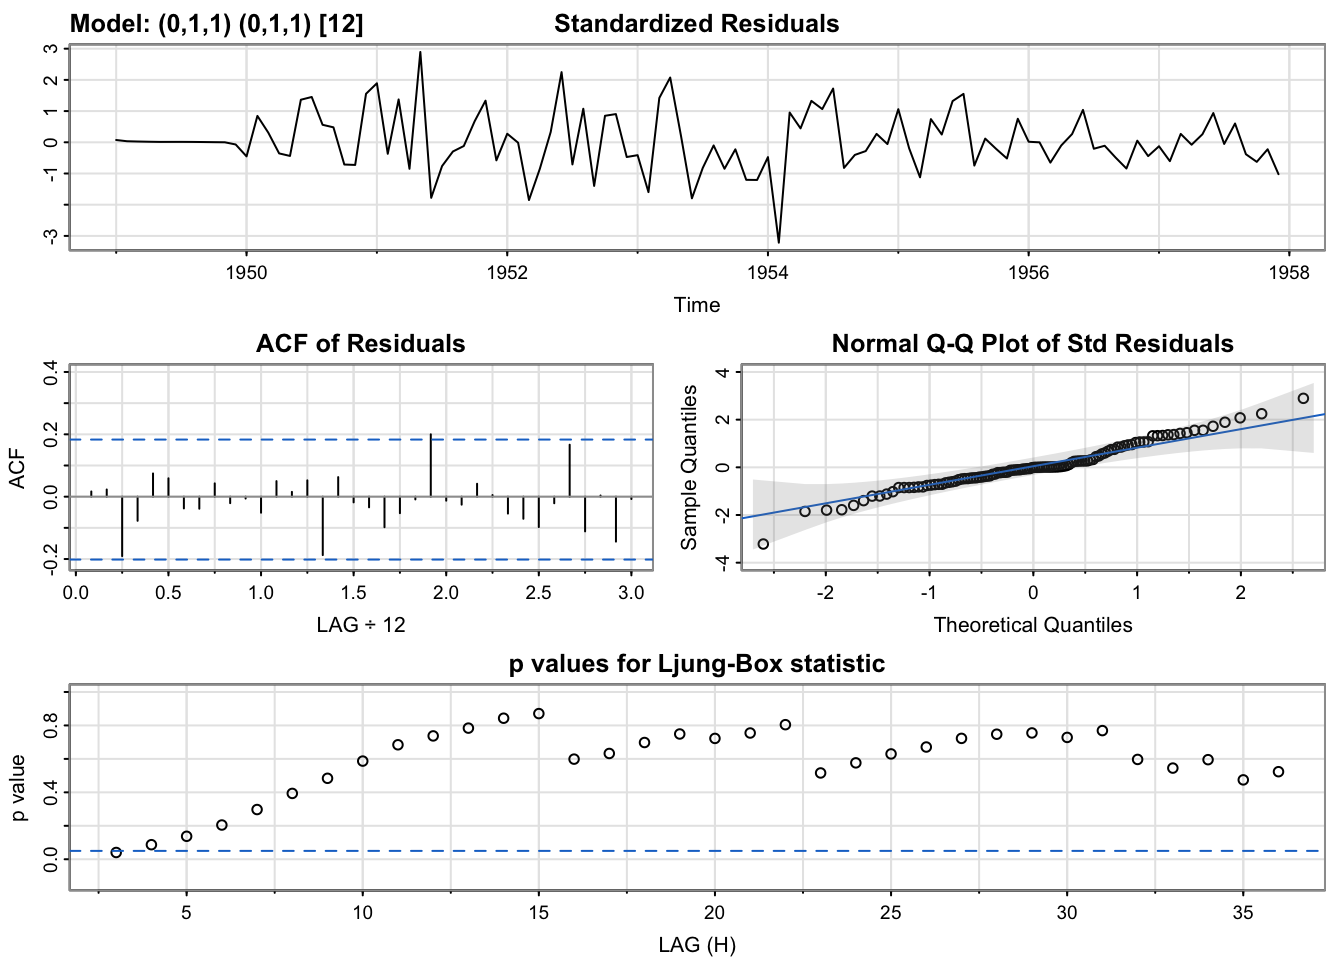 Model: (0,1,1) (0,1,1) [12]
Standardized Residuals
3
2
1
0
-1
-3
1950 1952 1954 1956 1958
Time
ACF of Residuals
ACF
0.4
0.2
0.0
-0.2
0.0 0.5 1.0 1.5 2.0 2.5 3.0
LAG ÷ 12
Normal Q-Q Plot of Std Residuals
Sample Quantiles
4
2
0
-2
-4
-2 -1 0 1 2
Theoretical Quantiles
p values for Ljung-Box statistic
p value
0.8
0.4
0.0
5 10 15 20 25 30 35
LAG (H)